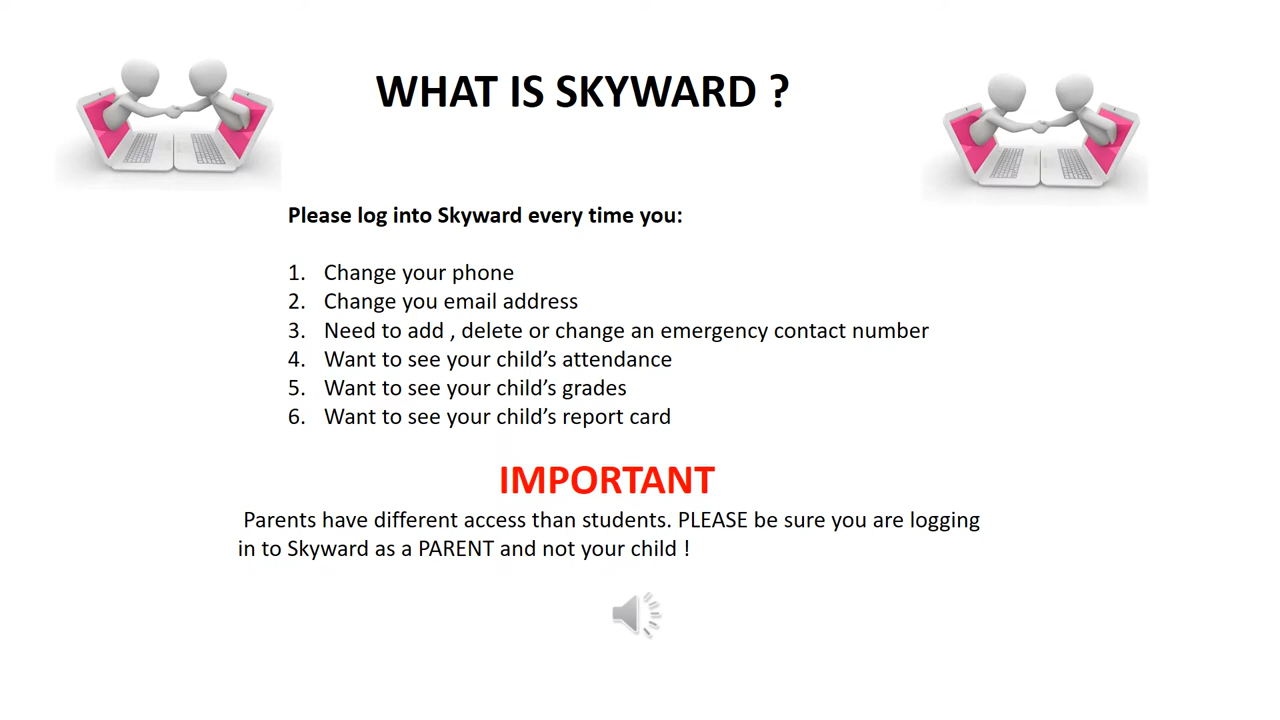 WHAT IS SKYWARD ?
Please log into Skyward every time you:
1. Change your phone
2. Change you email address
3. Need to add , delete or change an emergency contact number
4. Want to see your child’s attendance
5. Want to see your child’s grades
6. Want to see your child’s report card
IMPORTANT
Parents have different access than students. PLEASE be sure you are logging
in to Skyward as a PARENT and not your child !